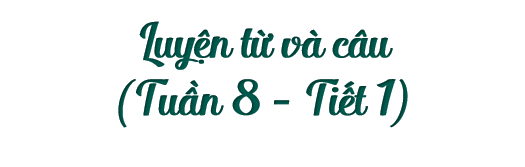 Luyện từ và câu
(Tuần 8 - Tiết 1)